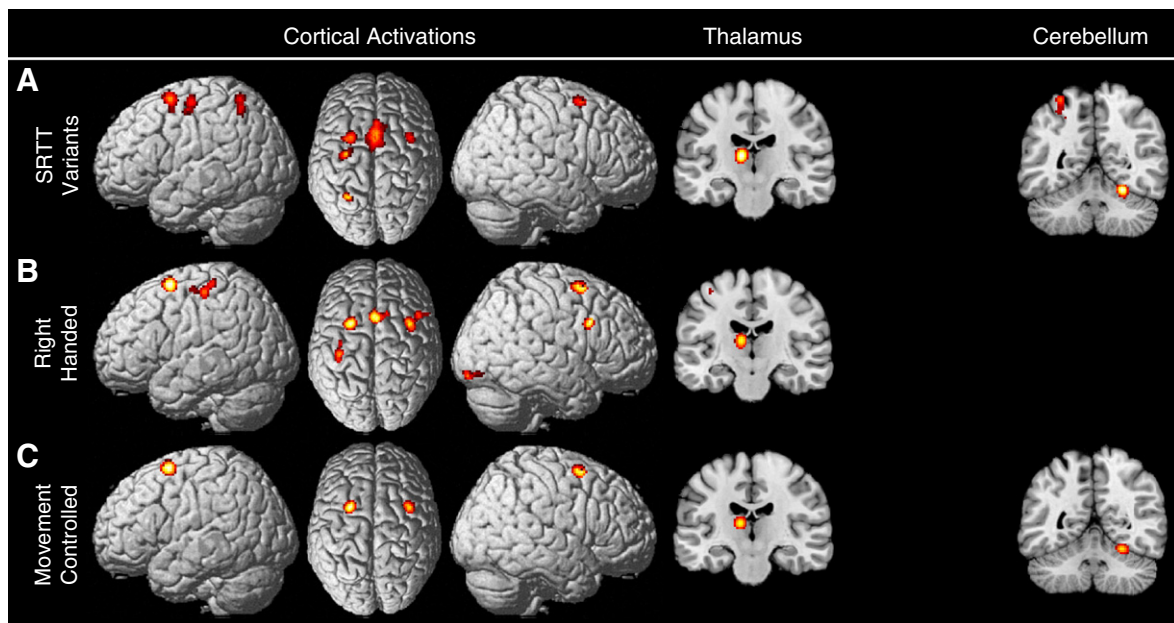 Cortical Activations Thalamus Cerebellum
A
SRTT
Variants
B
Right
Handed
C
Movement
Controlled